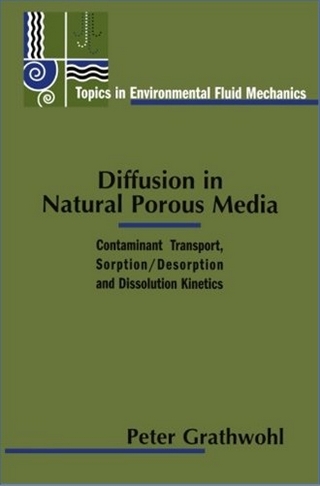 Topics in Environmental Fluid Mechanics
Diffusion in
Natural Porous Media
Contaminant Transport,
Sorption/Desorption
and Dissolution Kinetics
Peter Grathwohl